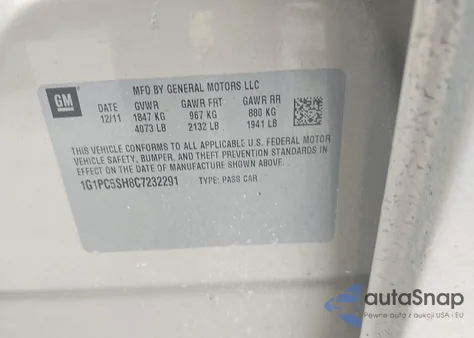 MFD BY GENERAL MOTORS LLC
GM
DATE GVWR GAWR FRT GAWR RR
12/11 1847 KG 967 KG 880 KG
4073 LB 2132 LB 1941 LB
THIS VEHICLE CONFORMS TO ALL APPLICABLE U.S. FEDERAL MOTOR
VEHICLE SAFETY, BUMPER, AND THEFT PREVENTION STANDARDS IN
EFFECT ON THE DATE OF MANUFACTURE SHOWN ABOVE.
1G1PC5SH8C7232291 TYPE: PASS CAR
autoSnap
Pewne auta z aukcji USA i EU